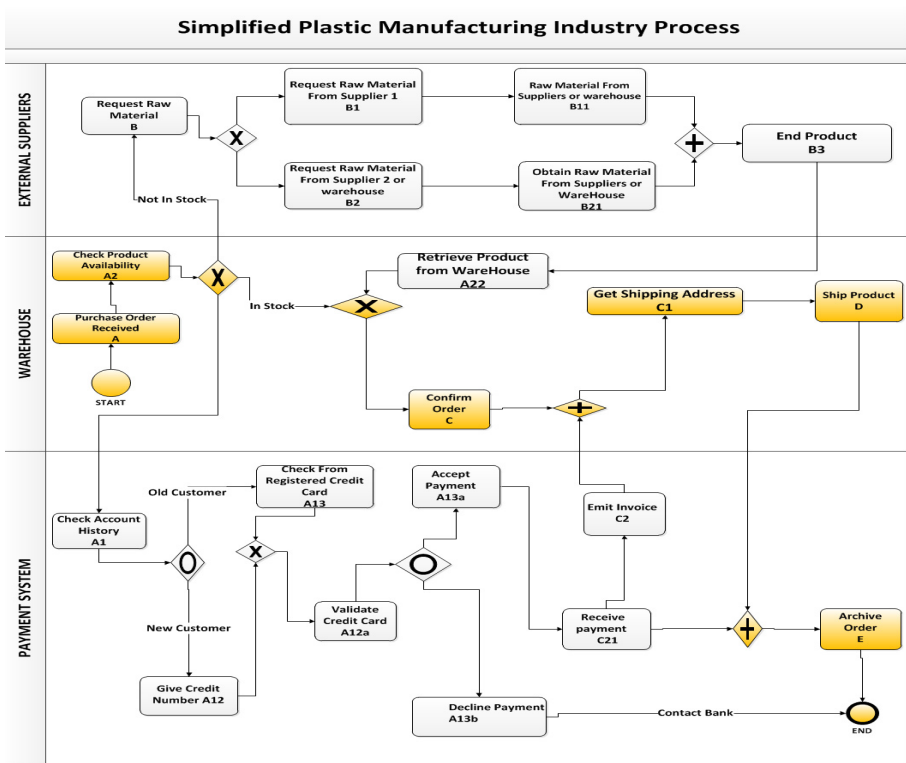 Simplified Plastic Manufacturing Industry Process
EXTERNAL SUPPLIERS
Request Raw
Material
B
Request Raw Material
From Supplier 1
B1
Raw Material From
Suppliers or warehouse
B11
End Product
B3
Request Raw Material
From Supplier 2 or
warehouse
B2
Obtain Raw Material
From Suppliers or
WareHouse
B21
Not In Stock
WAREHOUSE
Check Product
Availability
A2
Retrieve Product
from WareHouse
A22
In Stock
Get Shipping Address
C1
Ship Product
D
Purchase Order
Received
A
START
Confirm
Order
C
PAYMENT SYSTEM
Check From
Registered Credit
Card
A13
Accept
Payment
A13a
Old Customer
Emit Invoice
C2
Check Account
History
A1
Validate
Credit Card
A12a
New Customer
Receive
payment
C21
Archive
Order
E
Give Credit
Number A12
Decline Payment
A13b
Contact Bank
END